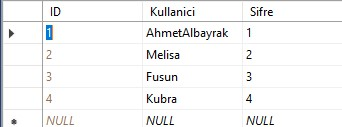 ID Kullanici Sifre
1 AhmetAlbayrak 1
2 Melisa 2
3 Fusun 3
4 Kubra 4
NULL NULL NULL